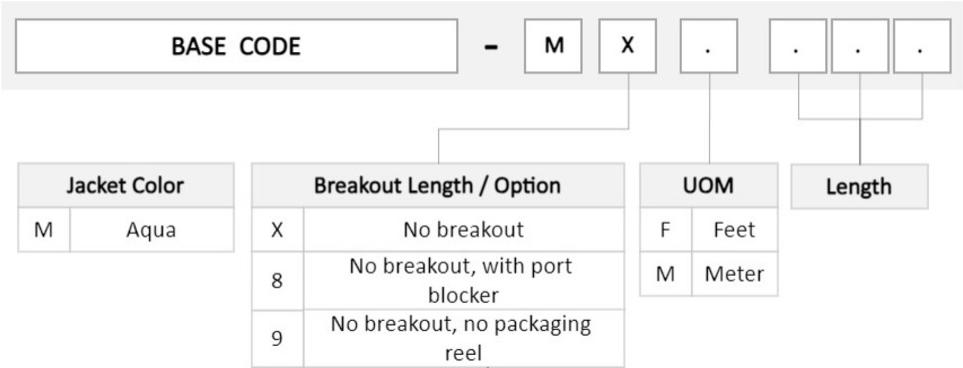 BASE CODE - M X . . . .
Jacket Color
M Aqua
Breakout Length / Option
X No breakout
8 No breakout, with port
blocker
9 No breakout, no packaging
reel
UOM
F Feet
M Meter
Length